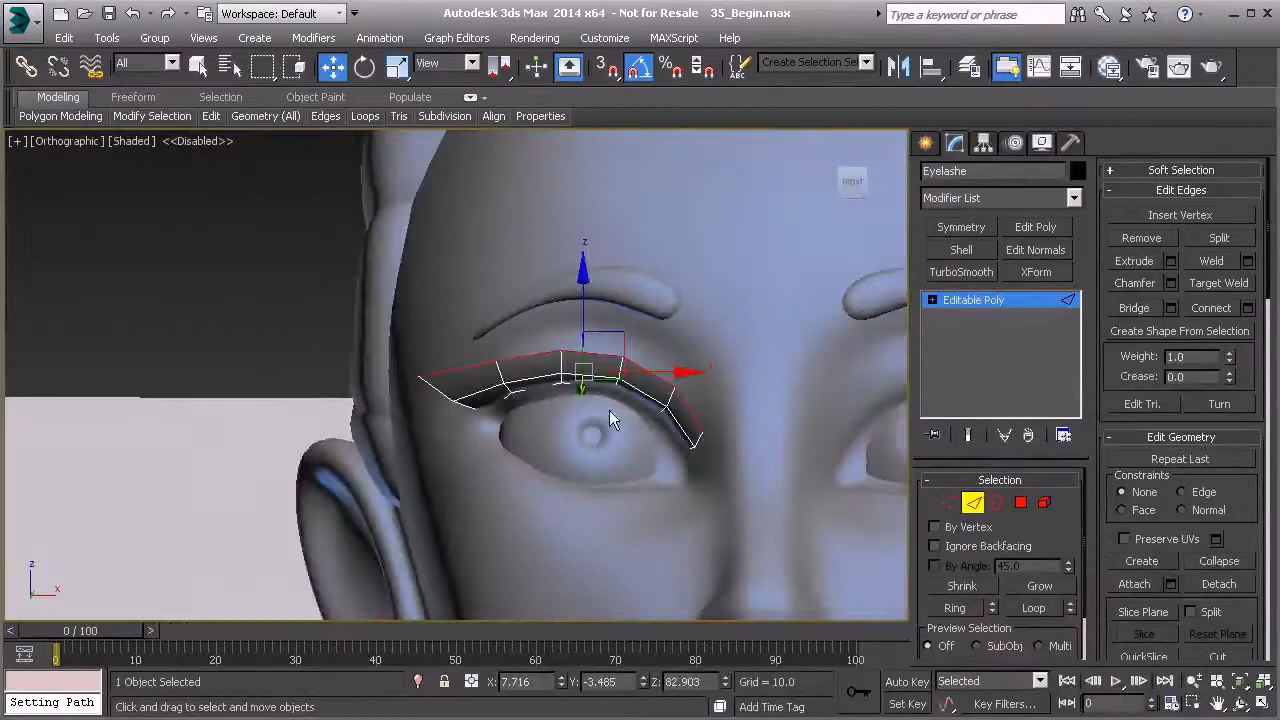 Workspace: Default
Autodesk 3ds Max 2014 x64 - Not for Resale 35_Begin.max
Type a keyword or phrase
Edit Tools Group Views Create Modifiers Animation Graph Editors Rendering Customize MAXScript Help
All View 3 Create Selection Se
Modeling Freeform Selection Object Paint Populate
Polygon Modeling Modify Selection Edit Geometry (All) Edges Loops Tris Subdivision Align Properties
[+][Orthographic][Shaded] <<Disabled>>
FRONT
z
x
y
z
x
Eyelashe
Modifier List
Symmetry Edit Poly
Shell Edit Normals
TurboSmooth XForm
Editable Poly
Selection
By Vertex
Ignore Backfacing
By Angle: 45.0
Shrink Grow
Ring Loop
Preview Selection
Off SubObj Multi
+ Soft Selection
- Edit Edges
Insert Vertex
Remove Split
Extrude Weld
Chamfer Target Weld
Bridge Connect
Create Shape From Selection
Weight: 1.0
Crease: 0.0
Edit Tri. Turn
- Edit Geometry
Repeat Last
Constraints
None Edge
Face Normal
Preserve UVs
Create Collapse
Attach Detach
Slice Plane Split
Slice Reset Plane
QuickSlice Cut
< 0 / 100 >
0 10 20 30 40 50 60 70 80 90 100
1 Object Selected X: 7.716 Y: -3.485 Z: 82.903 Grid = 10.0 Auto Key Selected
Setting Path Click and drag to select and move objects Add Time Tag Set Key Key Filters... 0